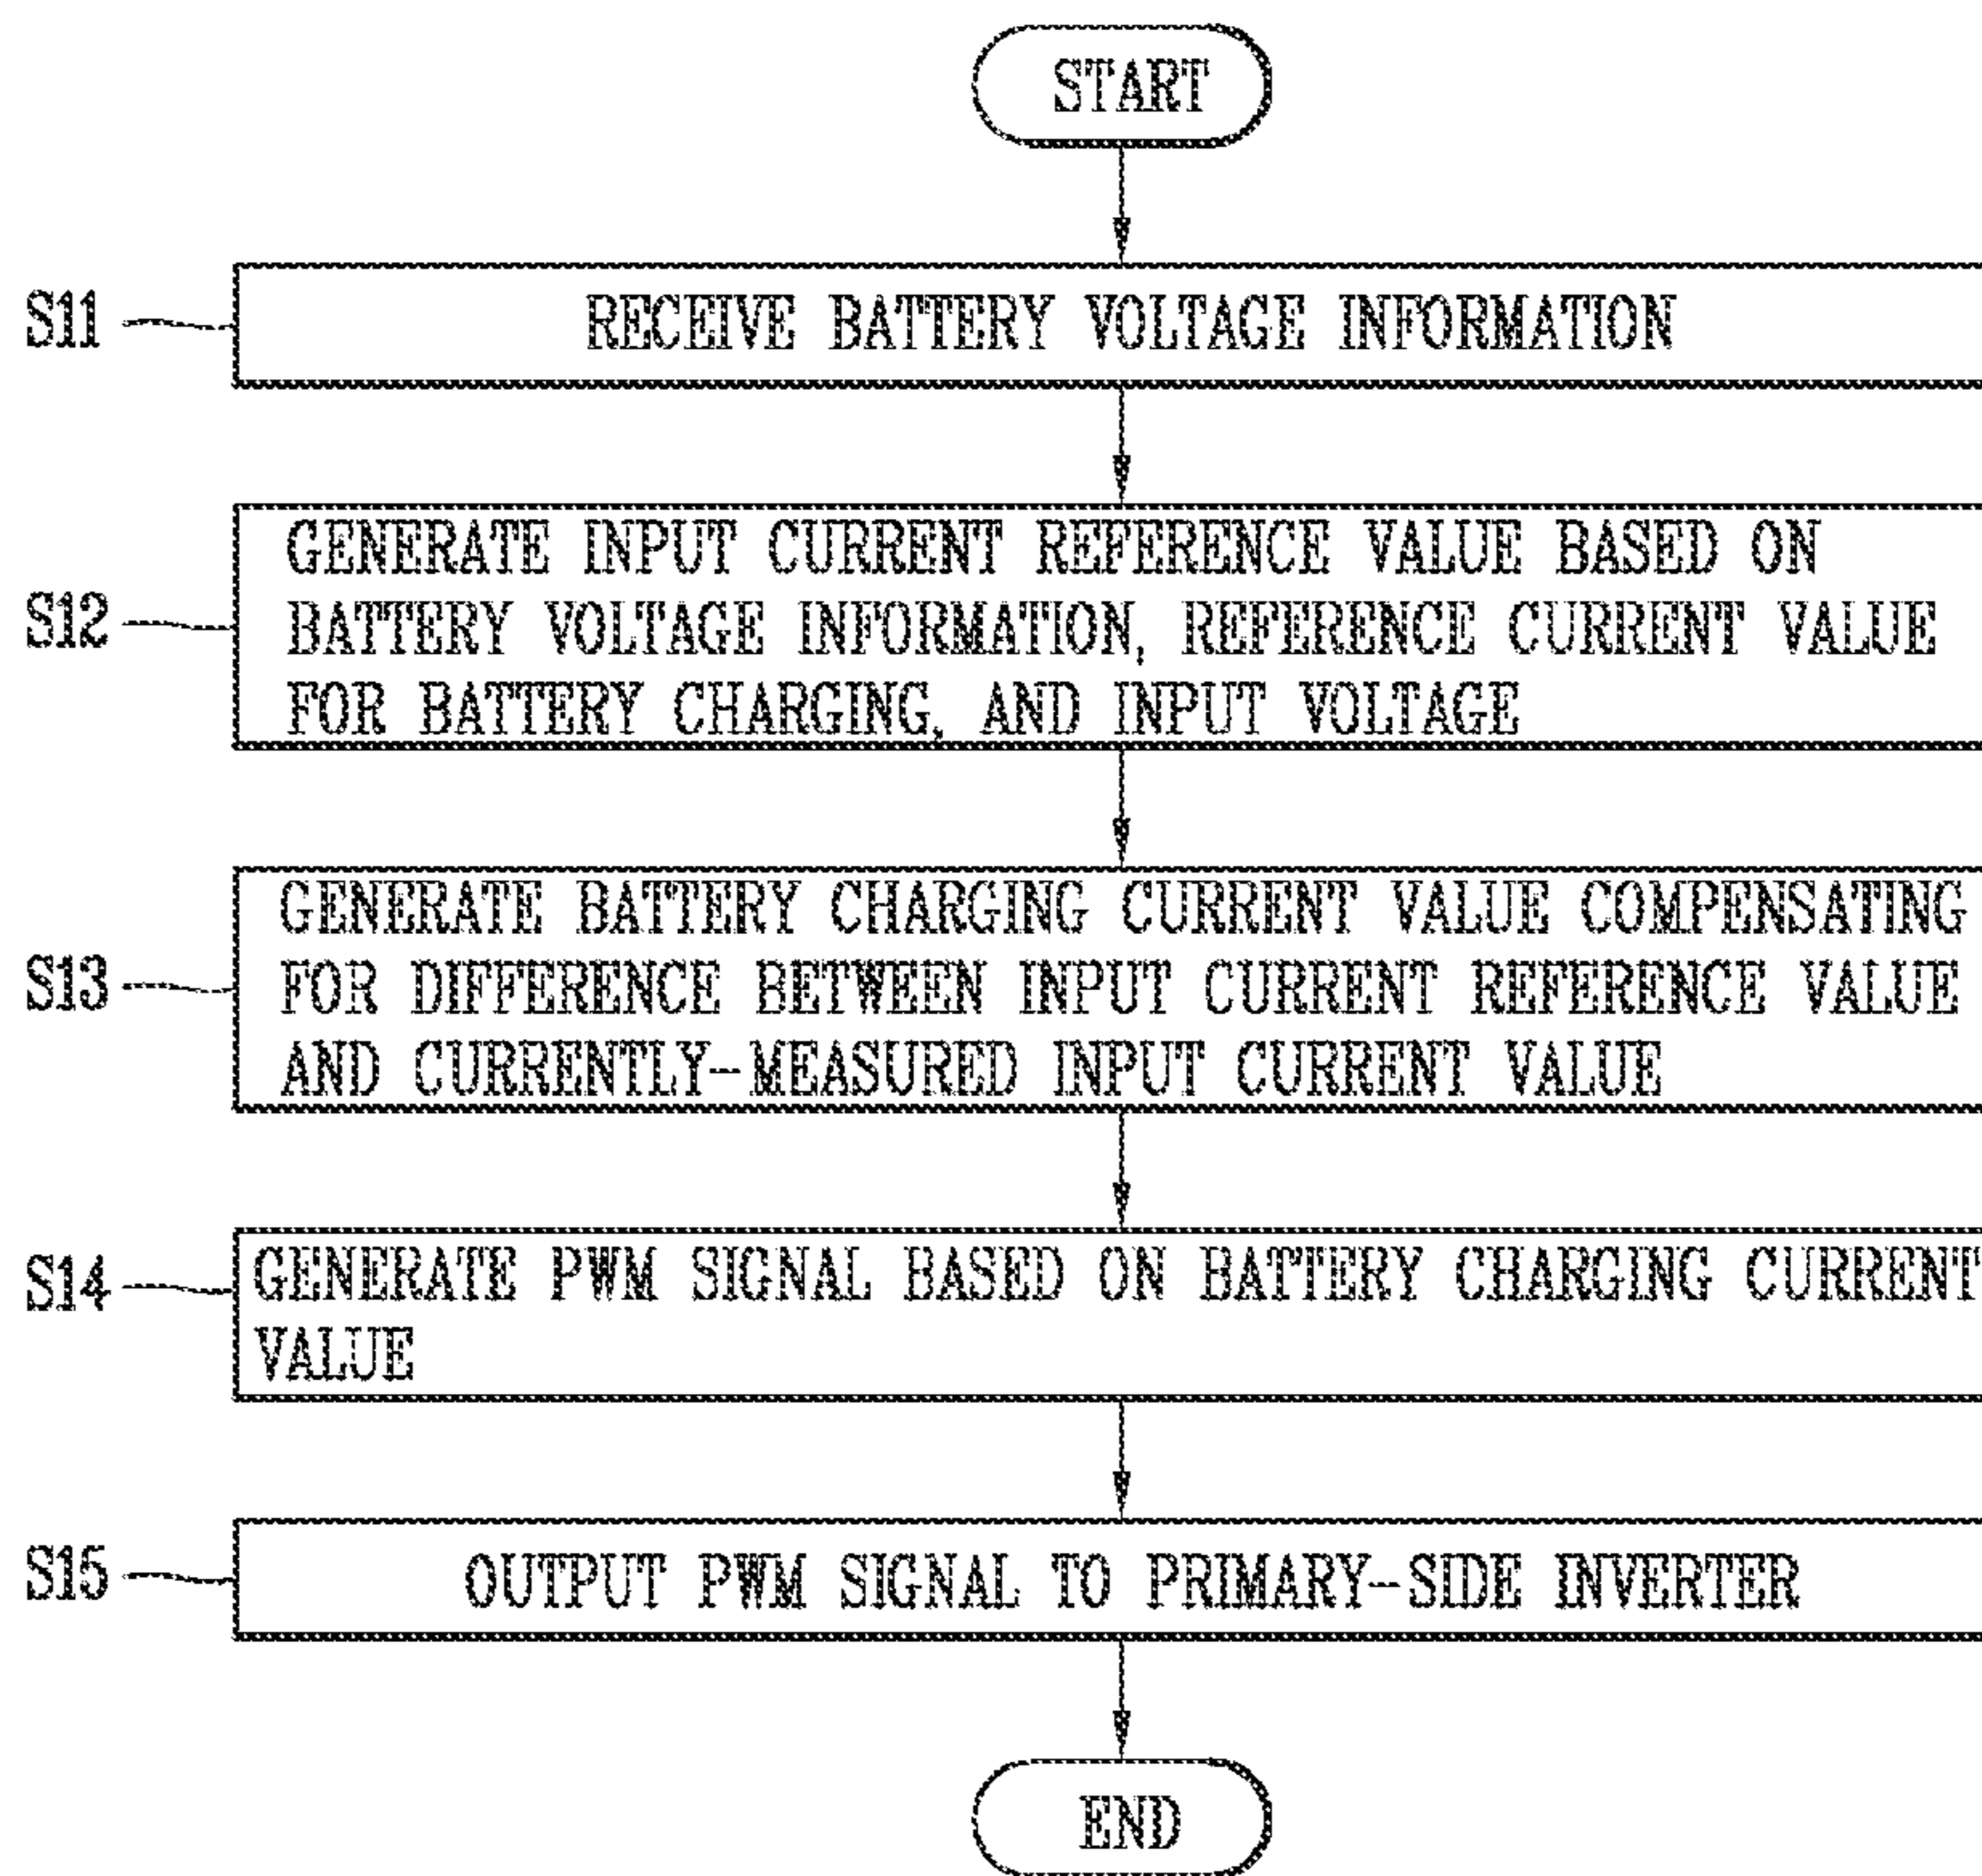 START
S11
RECEIVE BATTERY VOLTAGE INFORMATION
S12
GENERATE INPUT CURRENT REFERENCE VALUE BASED ON
BATTERY VOLTAGE INFORMATION, REFERENCE CURRENT VALUE
FOR BATTERY CHARGING, AND INPUT VOLTAGE
S13
GENERATE BATTERY CHARGING CURRENT VALUE COMPENSATING
FOR DIFFERENCE BETWEEN INPUT CURRENT REFERENCE VALUE
AND CURRENTLY-MEASURED INPUT CURRENT VALUE
S14
GENERATE PWM SIGNAL BASED ON BATTERY CHARGING CURRENT
VALUE
S15
OUTPUT PWM SIGNAL TO PRIMARY-SIDE INVERTER
END